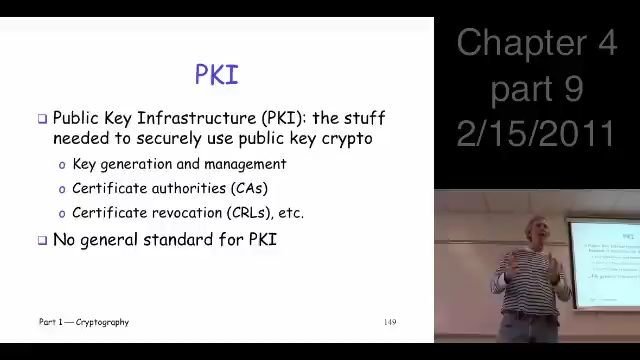 PKI
Public Key Infrastructure (PKI): the stuff
needed to securely use public key crypto
Key generation and management
Certificate authorities (CAs)
Certificate revocation (CRLs), etc.
No general standard for PKI
Part 1 — Cryptography
149
Chapter 4
part 9
2/15/2011
PKI